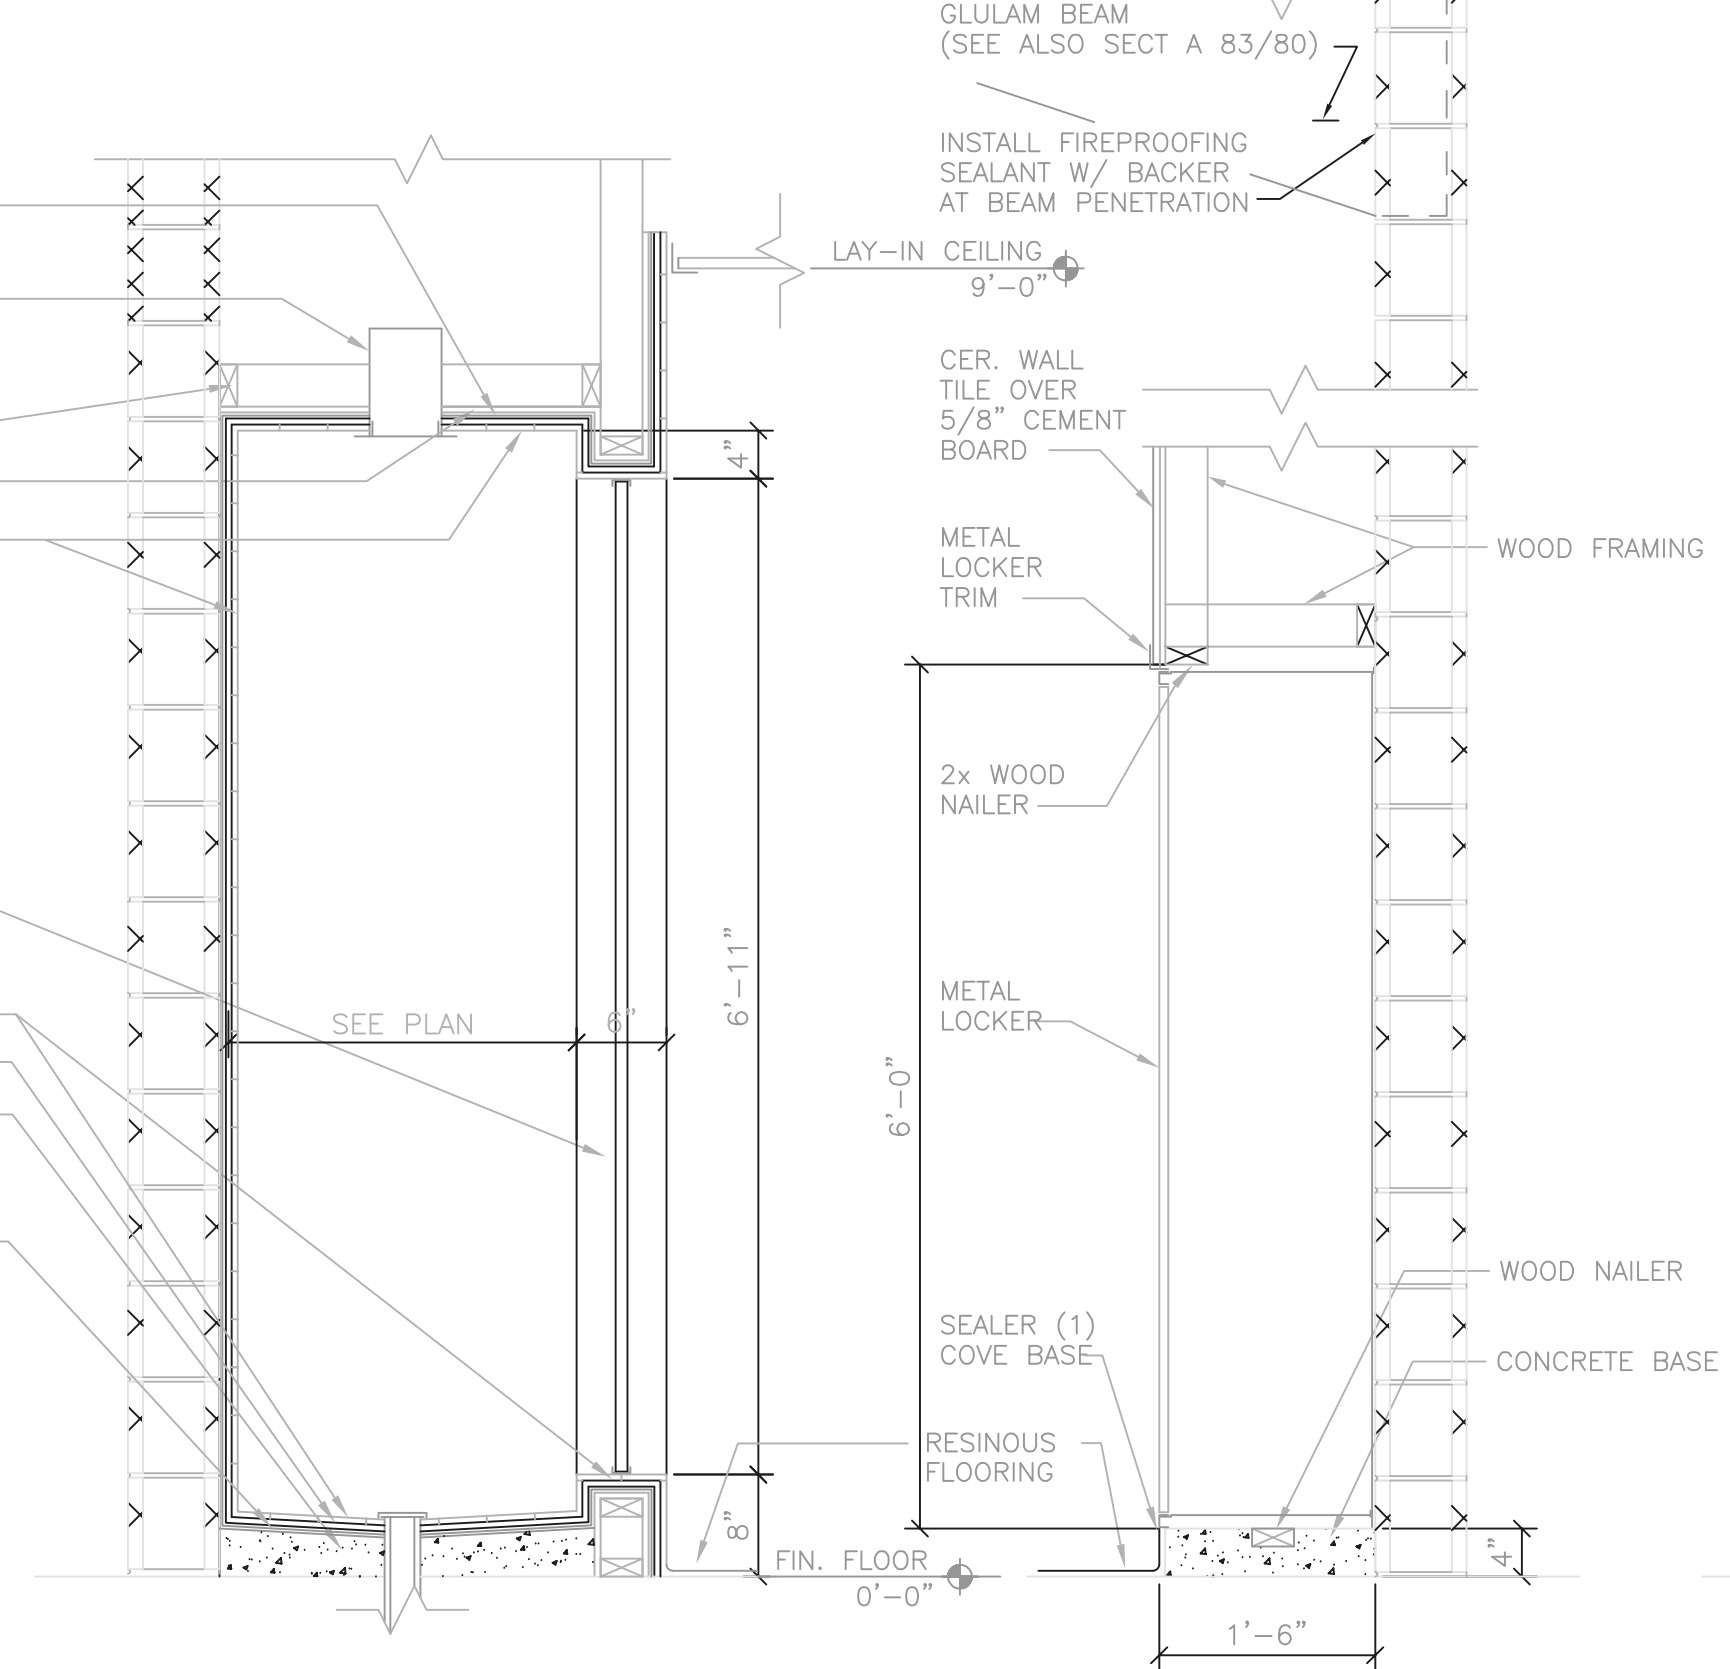 GLULAM BEAM
(SEE ALSO SECT A 83/80)
INSTALL FIREPROOFING
SEALANT W/ BACKER
AT BEAM PENETRATION
LAY-IN CEILING
9'-0"
CER. WALL
TILE OVER
5/8" CEMENT
BOARD
4"
METAL
LOCKER
TRIM
WOOD FRAMING
2x WOOD
NAILER
6'-11"
SEE PLAN
6"
METAL
LOCKER
6'-0"
WOOD NAILER
SEALER (1)
COVE BASE
CONCRETE BASE
RESINOUS
FLOORING
8"
FIN. FLOOR
0'-0"
4"
1'-6"